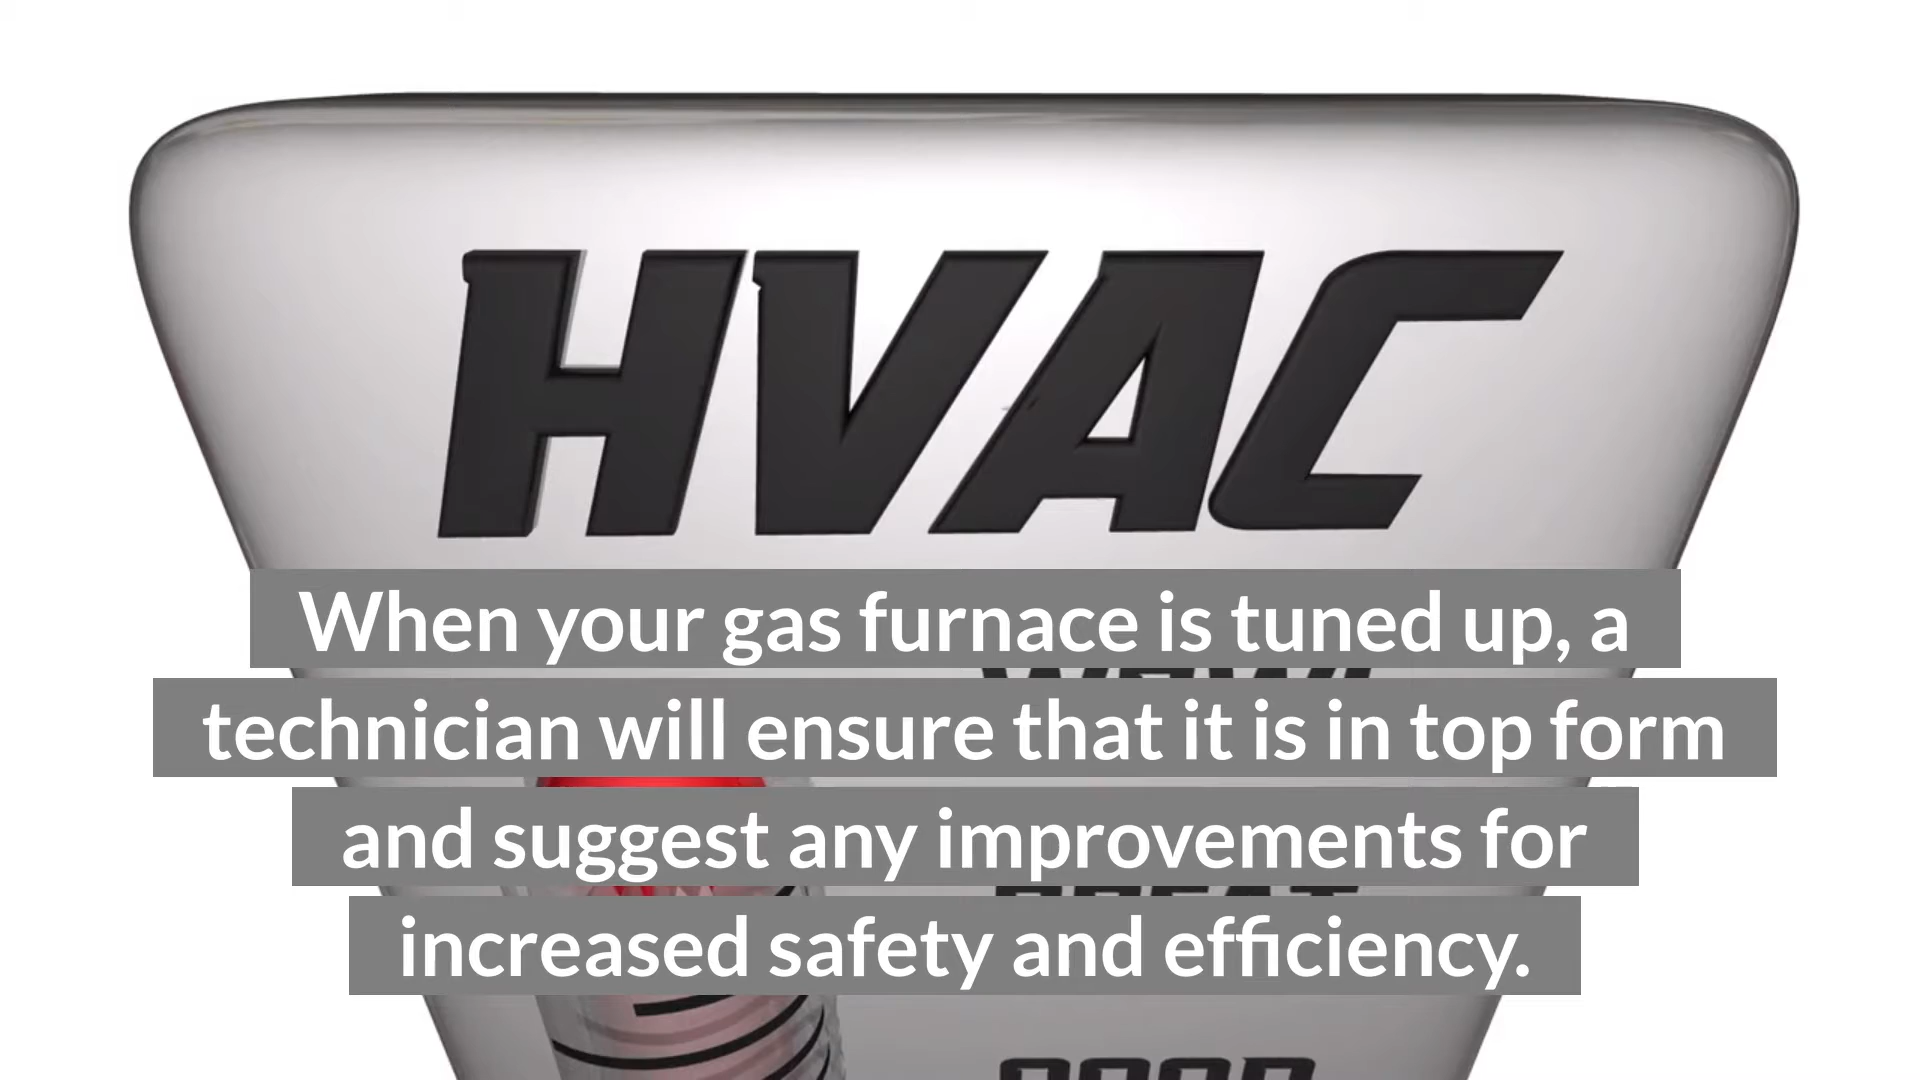 HVAC
When your gas furnace is tuned up, a
technician will ensure that it is in top form
and suggest any improvements for
increased safety and efficiency.